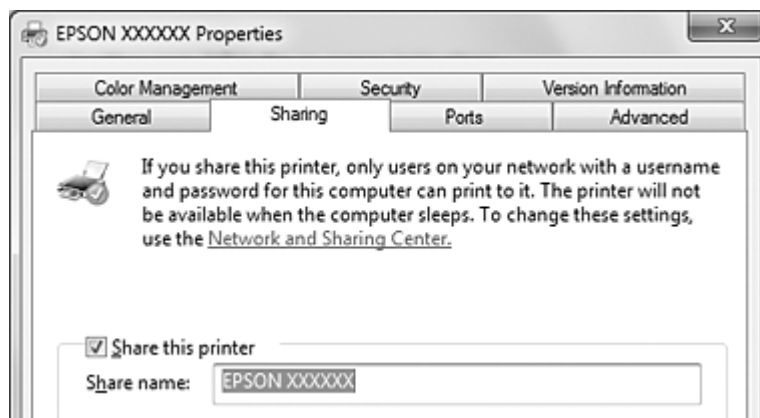 EPSON XXXXXX Properties
Color Management Security Version Information
General Sharing Ports Advanced
If you share this printer, only users on your network with a username
and password for this computer can print to it. The printer will not
be available when the computer sleeps. To change these settings,
use the Network and Sharing Center.
Share this printer
Share name: EPSON XXXXXX